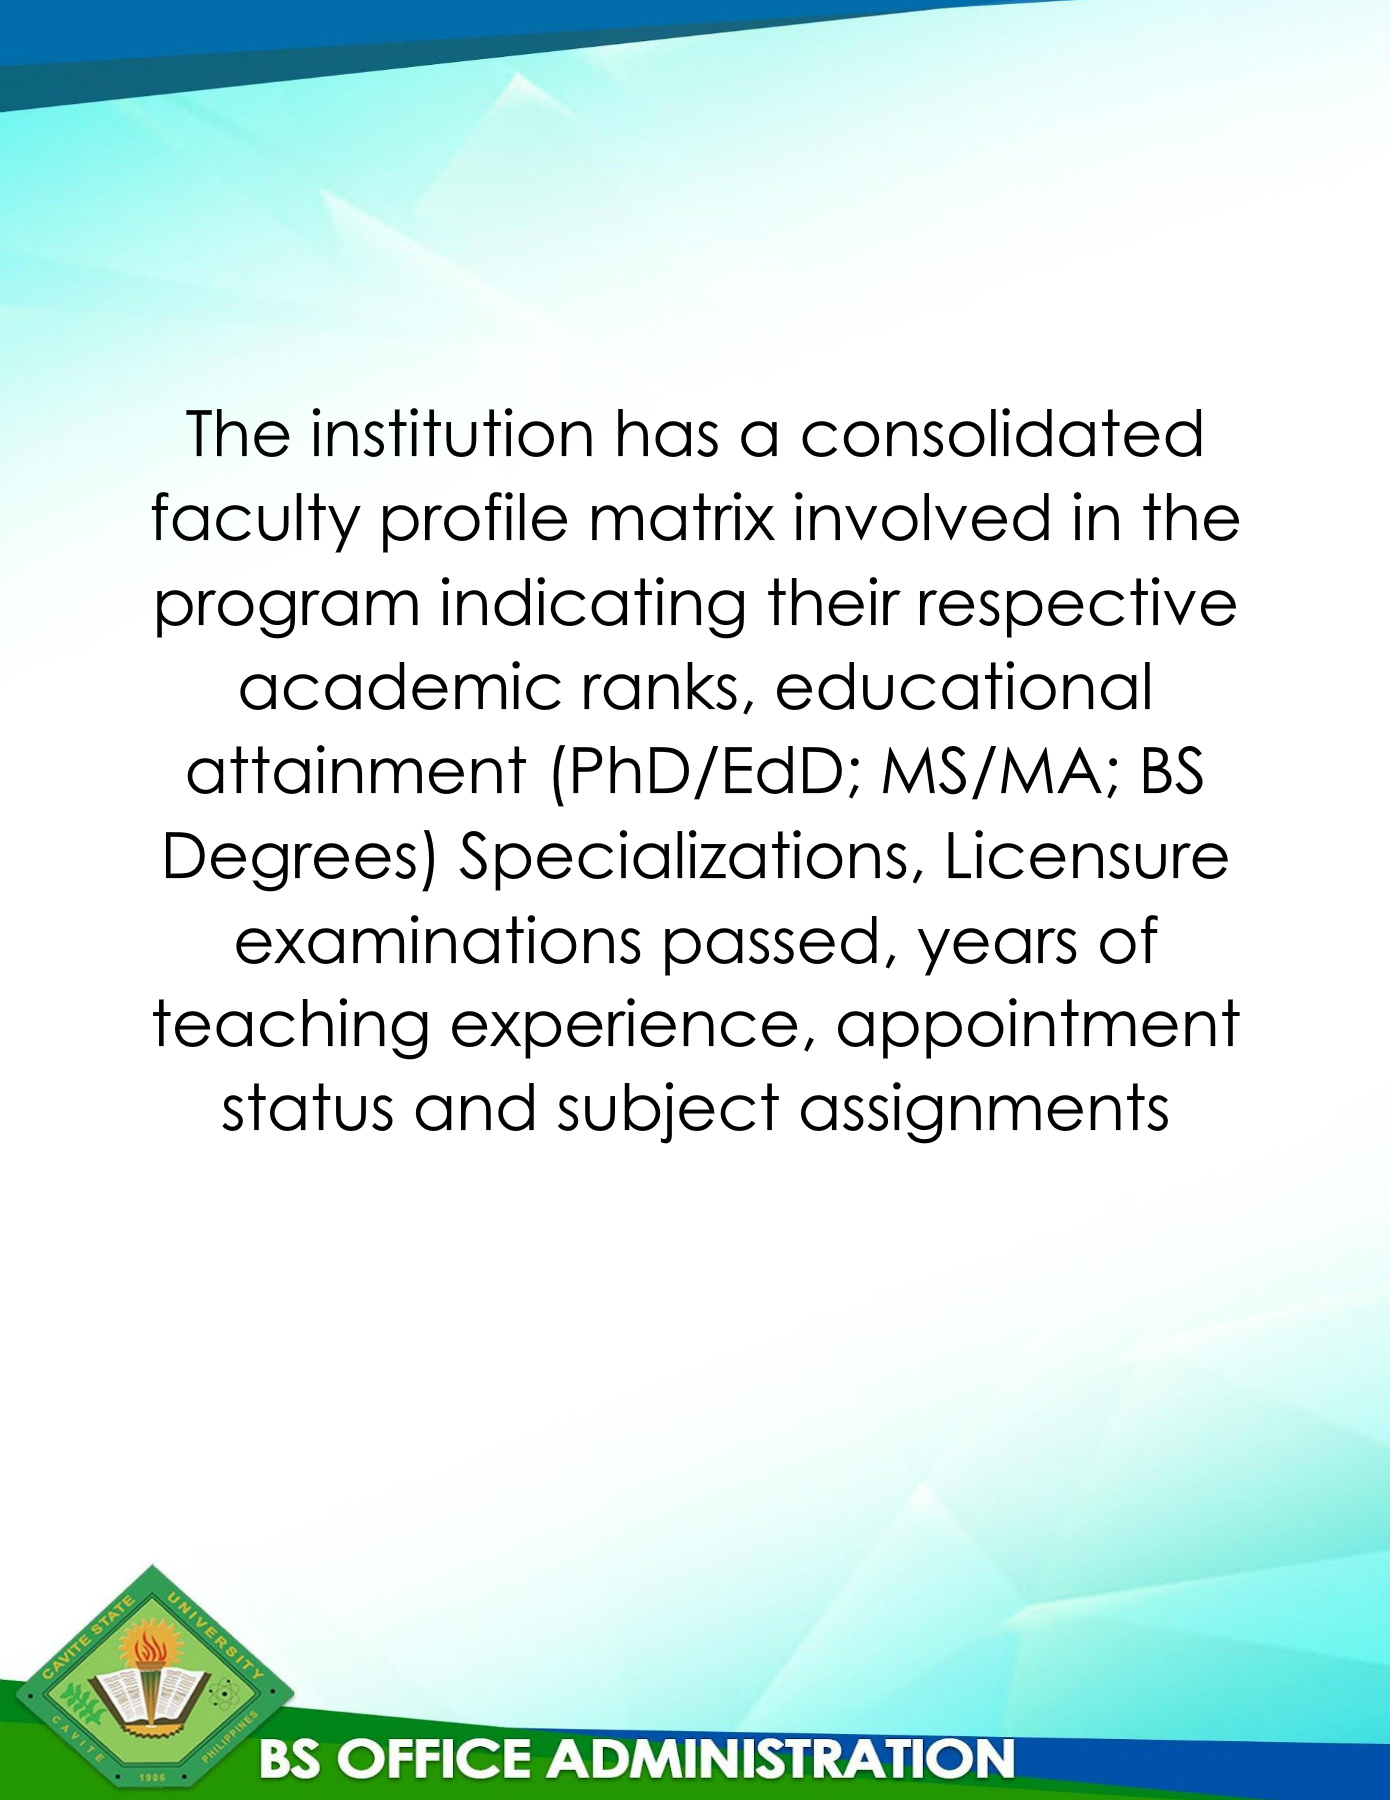 The institution has a consolidated
faculty profile matrix involved in the
program indicating their respective
academic ranks, educational
attainment (PhD/EdD; MS/MA; BS
Degrees) Specializations, Licensure
examinations passed, years of
teaching experience, appointment
status and subject assignments
CAVITE STATE UNIVERSITY
CAVITE PHILIPPINES
1906
BS OFFICE ADMINISTRATION